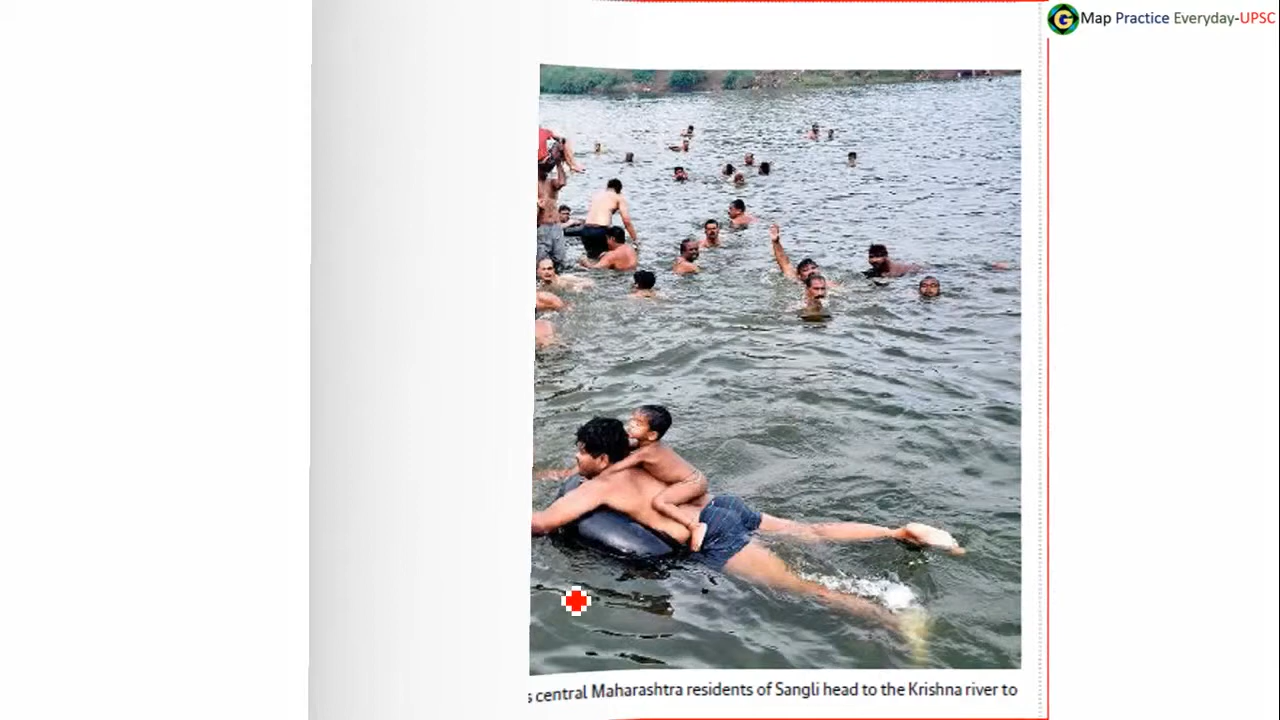 Map Practice Everyday-UPSC
central Maharashtra residents of Sangli head to the Krishna river to